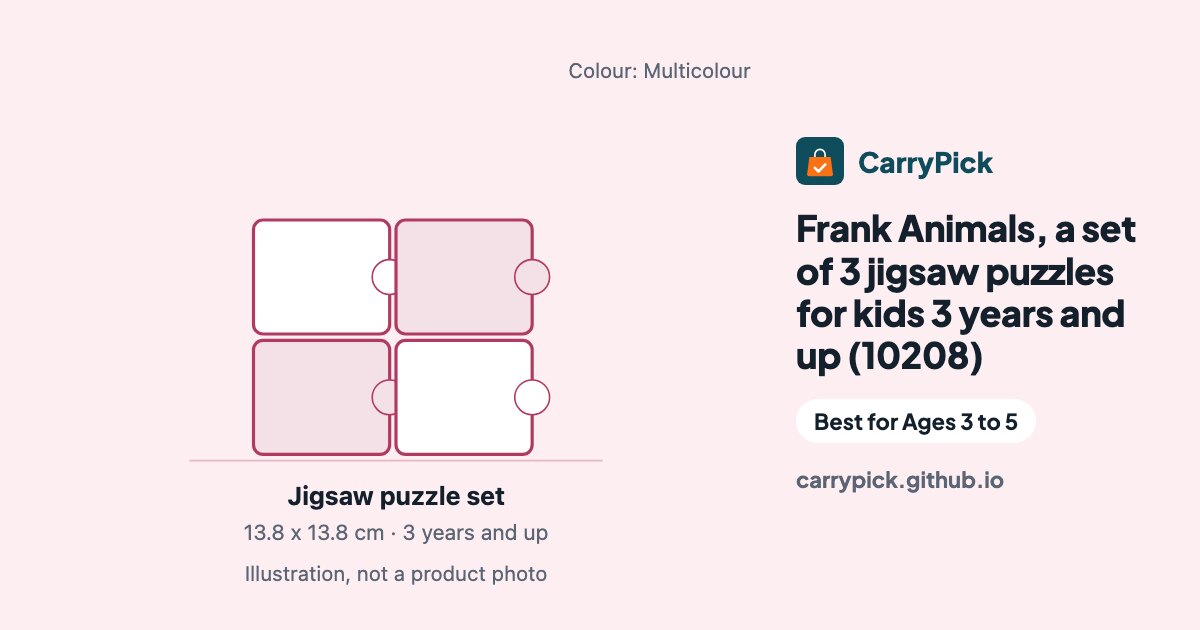 Colour: Multicolour
CarryPick
Frank Animals, a set
of 3 jigsaw puzzles
for kids 3 years and
up (10208)
Best for Ages 3 to 5
carrypick.github.io
Jigsaw puzzle set
13.8 x 13.8 cm · 3 years and up
Illustration, not a product photo